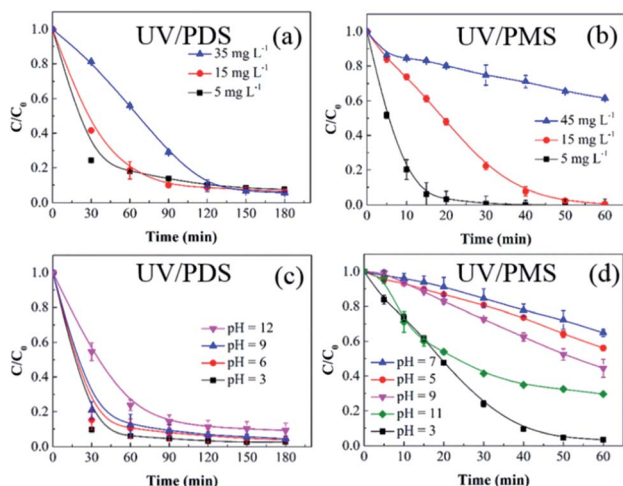 UV/PDS (a)
35 mg L⁻¹
15 mg L⁻¹
5 mg L⁻¹
C/C₀
1.0
0.8
0.6
0.4
0.2
0.0
0 30 60 90 120 150 180
Time (min)
UV/PMS (b)
45 mg L⁻¹
15 mg L⁻¹
5 mg L⁻¹
C/C₀
1.0
0.8
0.6
0.4
0.2
0.0
0 10 20 30 40 50 60
Time (min)
UV/PDS (c)
pH = 12
pH = 9
pH = 6
pH = 3
C/C₀
1.0
0.8
0.6
0.4
0.2
0.0
0 30 60 90 120 150 180
Time (min)
UV/PMS (d)
pH = 7
pH = 5
pH = 9
pH = 11
pH = 3
C/C₀
1.0
0.8
0.6
0.4
0.2
0.0
0 10 20 30 40 50 60
Time (min)